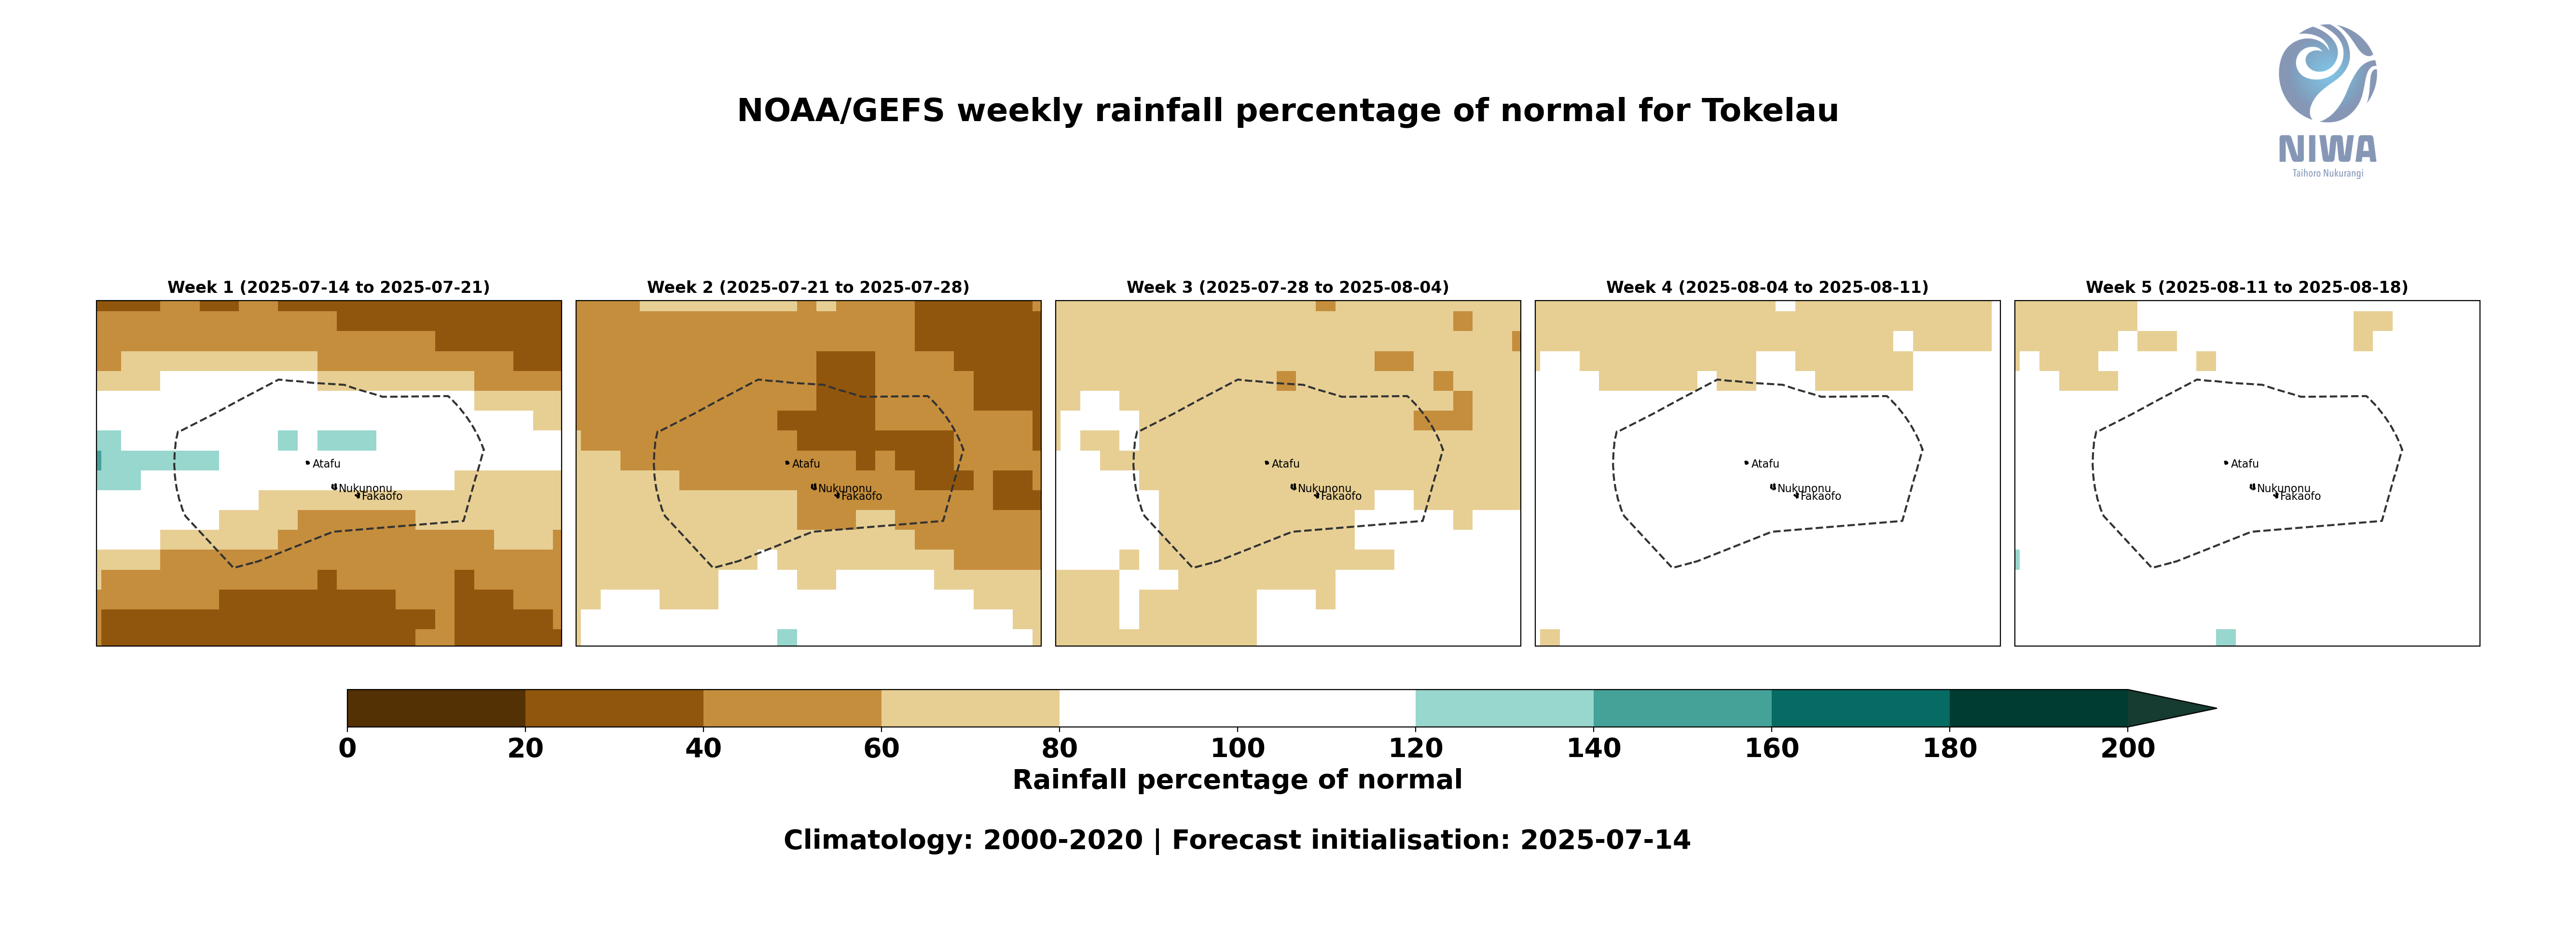 NOAA/GEFS weekly rainfall percentage of normal for Tokelau
NIWA
Taihoro Nukurangi
Week 1 (2025-07-14 to 2025-07-21)
Week 2 (2025-07-21 to 2025-07-28)
Week 3 (2025-07-28 to 2025-08-04)
Week 4 (2025-08-04 to 2025-08-11)
Week 5 (2025-08-11 to 2025-08-18)
Atafu
Nukunonu
Fakaofo
Atafu
Nukunonu
Fakaofo
Atafu
Nukunonu
Fakaofo
Atafu
Nukunonu
Fakaofo
Atafu
Nukunonu
Fakaofo
0 20 40 60 80 100 120 140 160 180 200
Rainfall percentage of normal
Climatology: 2000-2020 | Forecast initialisation: 2025-07-14